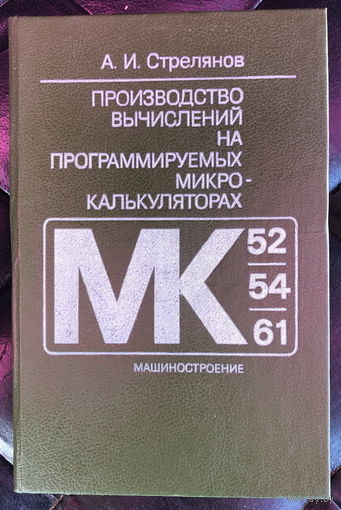 А. И. Стрелянов
ПРОИЗВОДСТВО
ВЫЧИСЛЕНИЙ
НА
ПРОГРАММИРУЕМЫХ
МИКРО-
КАЛЬКУЛЯТОРАХ
МК
52
54
61
МАШИНОСТРОЕНИЕ